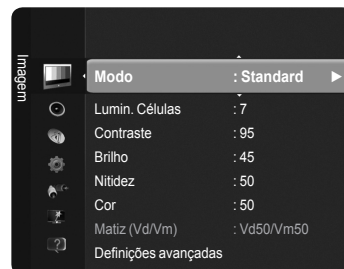 Imagem
Modo : Standard ►
Lumin. Células : 7
Contraste : 95
Brilho : 45
Nitidez : 50
Cor : 50
Matiz (Vd/Vm) : Vd50/Vm50
Definições avançadas